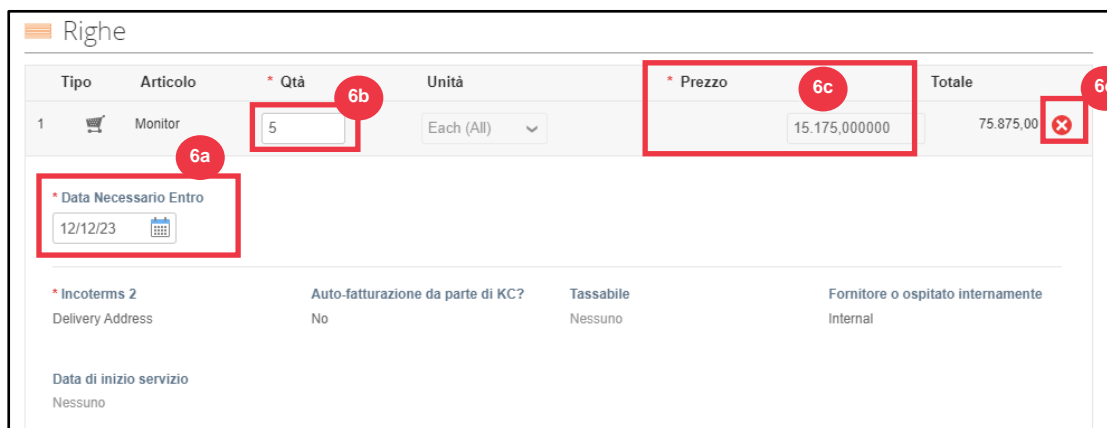 Righe
Tipo Articolo * Qtà Unità * Prezzo Totale
6b 6c
1 Monitor 5 Each (All) 15.175,000000 75.875,00
6a
* Data Necessario Entro
12/12/23
* Incoterms 2 Auto-fatturazione da parte di KC? Tassabile Fornitore o ospitato internamente
Delivery Address No Nessuno Internal
Data di inizio servizio
Nessuno